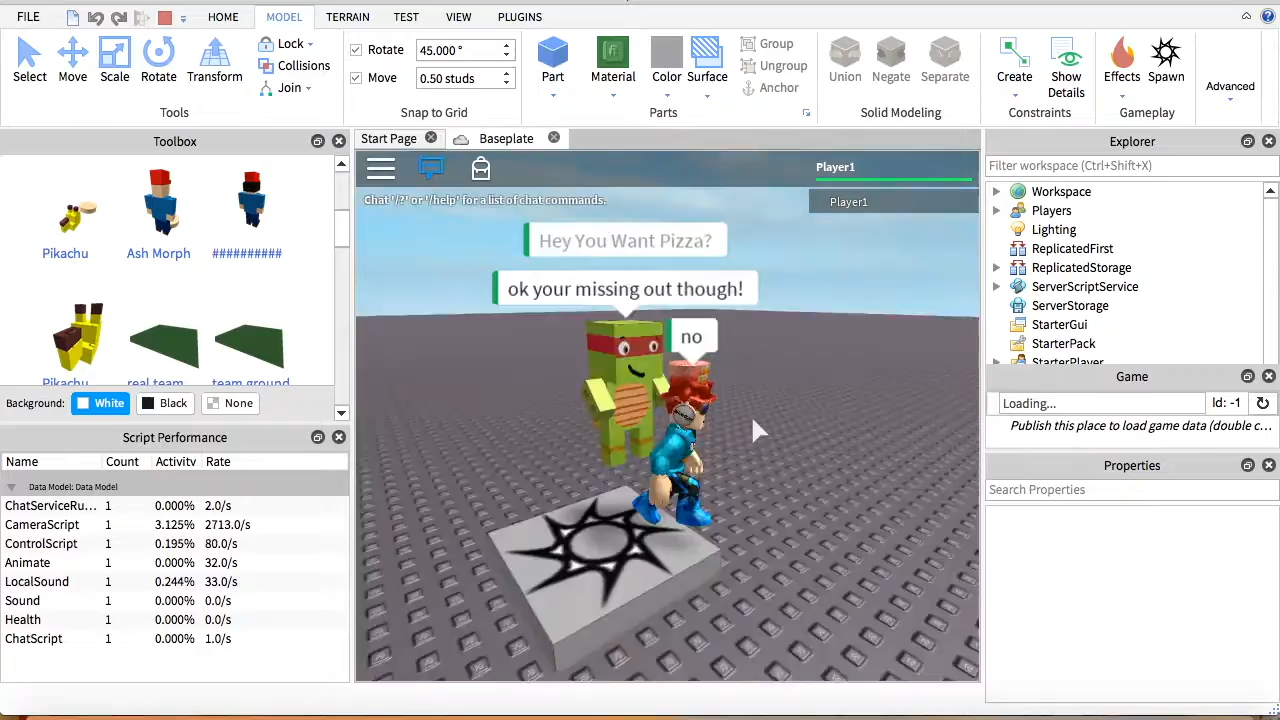 FILE
HOME
MODEL
TERRAIN
TEST
VIEW
PLUGINS
Select
Move
Scale
Rotate
Transform
Lock
Collisions
Join
Tools
Rotate 45.000 °
Move 0.50 studs
Snap to Grid
Part
Material
Color
Surface
Group
Ungroup
Anchor
Parts
Union
Negate
Separate
Solid Modeling
Create
Show
Details
Constraints
Effects
Spawn
Gameplay
Advanced
Toolbox
Pikachu
Ash Morph
##########
Pikachu
real team
team ground
Background:
White
Black
None
Script Performance
Name Count Activity Rate
Data Model: Data Model
ChatServiceRu... 1 0.000% 2.0/s
CameraScript 1 3.125% 2713.0/s
ControlScript 1 0.195% 80.0/s
Animate 1 0.000% 32.0/s
LocalSound 1 0.244% 33.0/s
Sound 1 0.000% 0.0/s
Health 1 0.000% 0.0/s
ChatScript 1 0.000% 1.0/s
Start Page
Baseplate
Player1
Player1
Chat '/?' or '/help' for a list of chat commands.
Hey You Want Pizza?
ok your missing out though!
no
Explorer
Filter workspace (Ctrl+Shift+X)
Workspace
Players
Lighting
ReplicatedFirst
ReplicatedStorage
ServerScriptService
ServerStorage
StarterGui
StarterPack
StarterPlayer
Game
Loading...
Id: -1
Publish this place to load game data (double c...
Properties
Search Properties